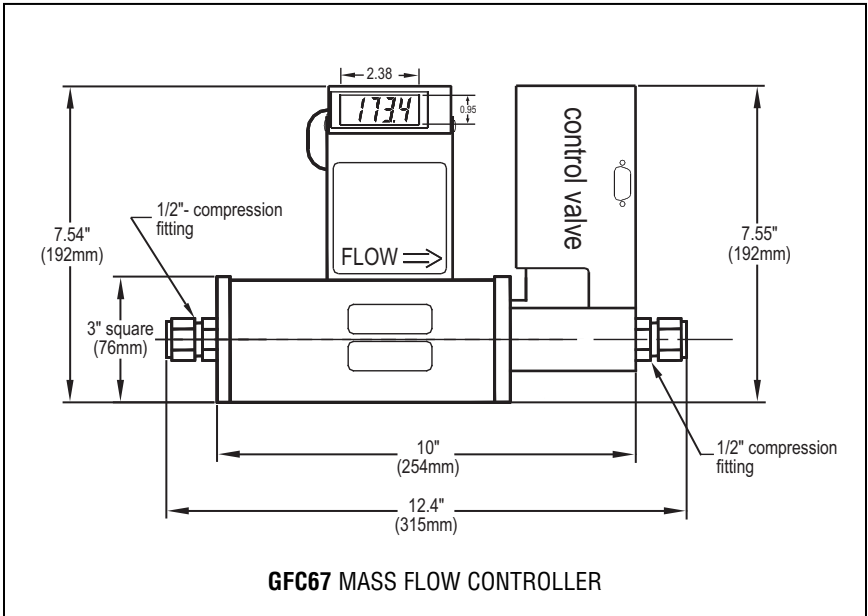 2.38
173.4
0.95
control valve
1/2"- compression
fitting
7.54"
(192mm)
7.55"
(192mm)
FLOW
3" square
(76mm)
10"
(254mm)
1/2" compression
fitting
12.4"
(315mm)
GFC67 MASS FLOW CONTROLLER